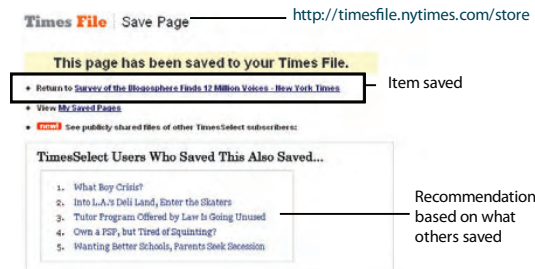 Times File | Save Page
http://timesfile.nytimes.com/store
This page has been saved to your Times File.
• Return to Survey of the Blogosphere Finds 12 Million Voices - New York Times
Item saved
• View My Saved Pages
• new! See publicly shared files of other TimesSelect subscribers:
TimesSelect Users Who Saved This Also Saved...
1. What Boy Crisis?
2. Into L.A.'s Deli Land, Enter the Skaters
3. Tutor Program Offered by Law Is Going Unused
4. Own a PSP, but Tired of Squinting?
5. Wanting Better Schools, Parents Seek Secession
Recommendation
based on what
others saved